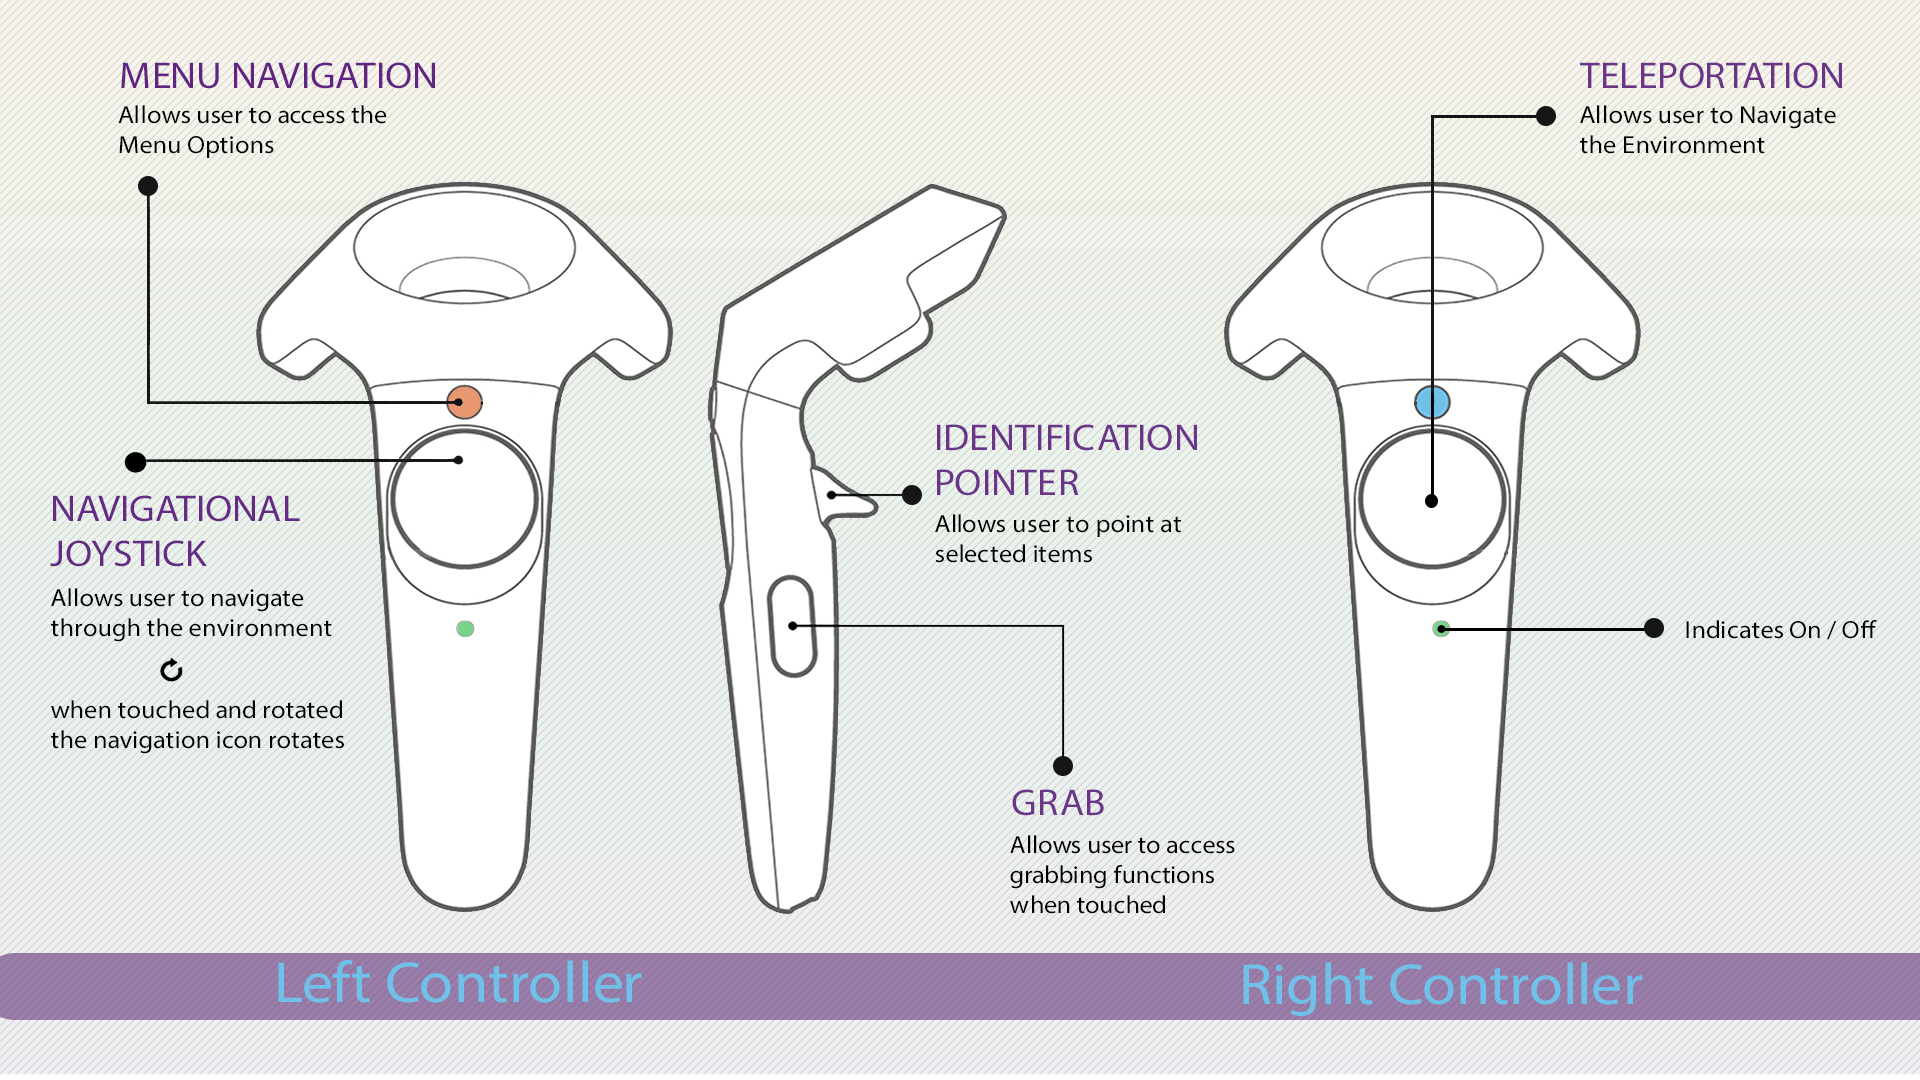 MENU NAVIGATION
Allows user to access the
Menu Options
NAVIGATIONAL
JOYSTICK
Allows user to navigate
through the environment
when touched and rotated
the navigation icon rotates
IDENTIFICATION
POINTER
Allows user to point at
selected items
GRAB
Allows user to access
grabbing functions
when touched
TELEPORTATION
Allows user to Navigate
the Environment
Indicates On / Off
Left Controller
Right Controller